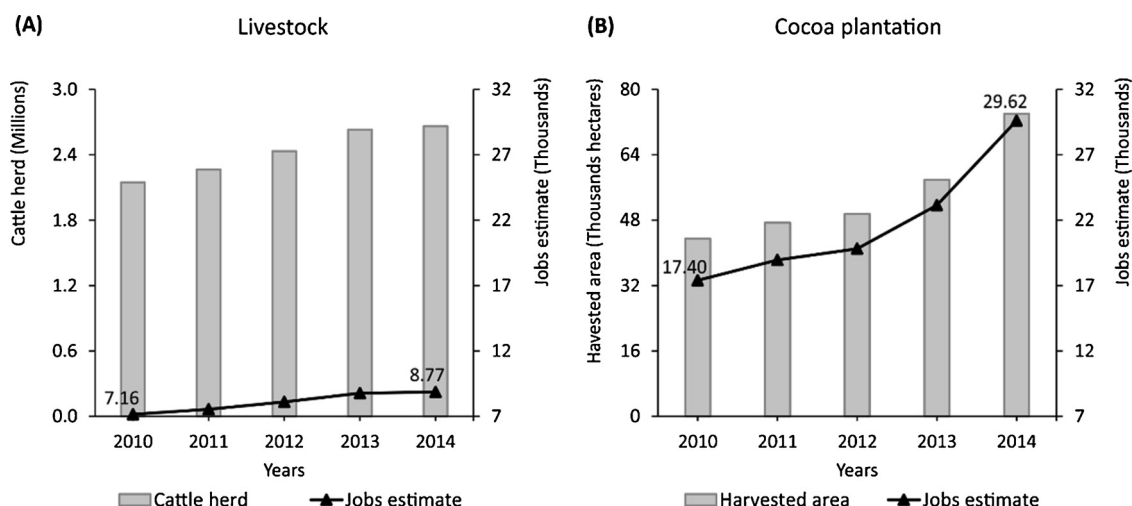 (A)
Livestock
Cattle herd (Millions)
3.0
2.4
1.8
1.2
0.6
0.0
7.16
8.77
32
27
22
17
12
7
Jobs estimate (Thousands)
2010 2011 2012 2013 2014
Years
Cattle herd Jobs estimate
(B)
Cocoa plantation
Havested area (Thousands hectares)
80
64
48
32
16
0
17.40
29.62
32
27
22
17
12
7
Jobs estimate (Thousands)
2010 2011 2012 2013 2014
Years
Harvested area Jobs estimate